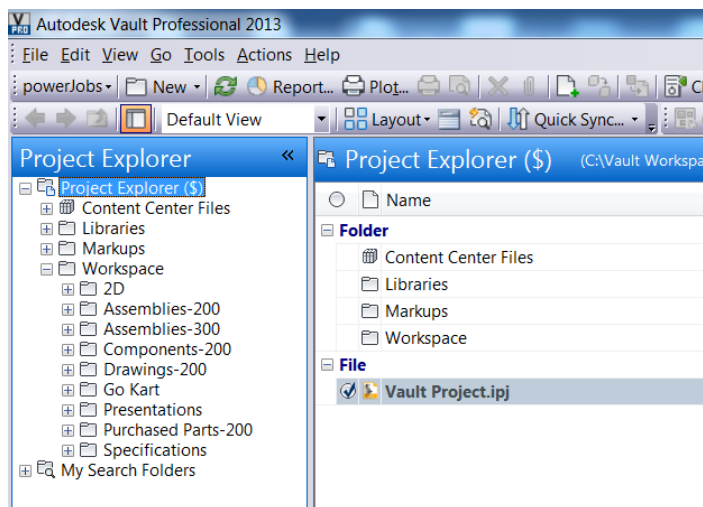 Autodesk Vault Professional 2013
File Edit View Go Tools Actions Help
powerJobs New Repor... Plot...
Default View Layout Quick Sync...
Project Explorer «
Project Explorer ($)
Content Center Files
Libraries
Markups
Workspace
2D
Assemblies-200
Assemblies-300
Components-200
Drawings-200
Go Kart
Presentations
Purchased Parts-200
Specifications
My Search Folders
Project Explorer ($) (C:\Vault Workspa
Name
Folder
Content Center Files
Libraries
Markups
Workspace
File
Vault Project.ipj